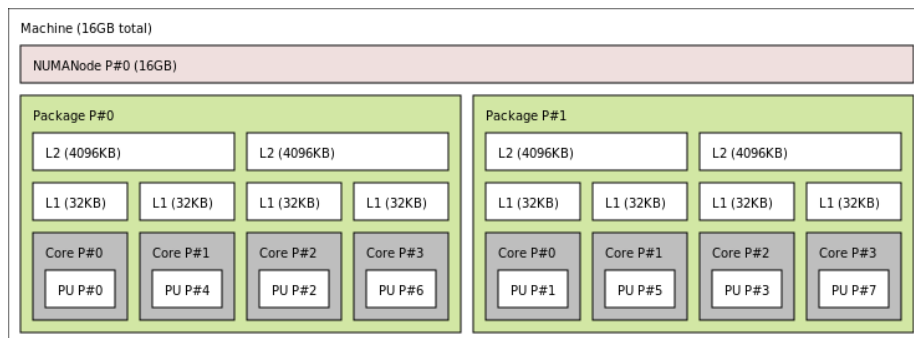 Machine (16GB total)
NUMANode P#0 (16GB)
Package P#0
L2 (4096KB)
L2 (4096KB)
L1 (32KB)
L1 (32KB)
L1 (32KB)
L1 (32KB)
Core P#0
Core P#1
Core P#2
Core P#3
PU P#0
PU P#4
PU P#2
PU P#6
Package P#1
L2 (4096KB)
L2 (4096KB)
L1 (32KB)
L1 (32KB)
L1 (32KB)
L1 (32KB)
Core P#0
Core P#1
Core P#2
Core P#3
PU P#1
PU P#5
PU P#3
PU P#7